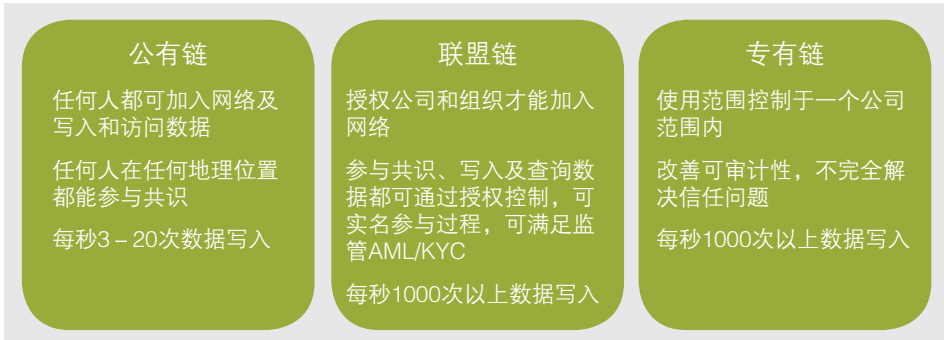 公有链
任何人都可加入网络及
写入和访问数据
任何人在任何地理位置
都能参与共识
每秒3 – 20次数据写入
联盟链
授权公司和组织才能加入
网络
参与共识、写入及查询数
据都可通过授权控制，可
实名参与过程，可满足监
管AML/KYC
每秒1000次以上数据写入
专有链
使用范围控制于一个公司
范围内
改善可审计性，不完全解
决信任问题
每秒1000次以上数据写入